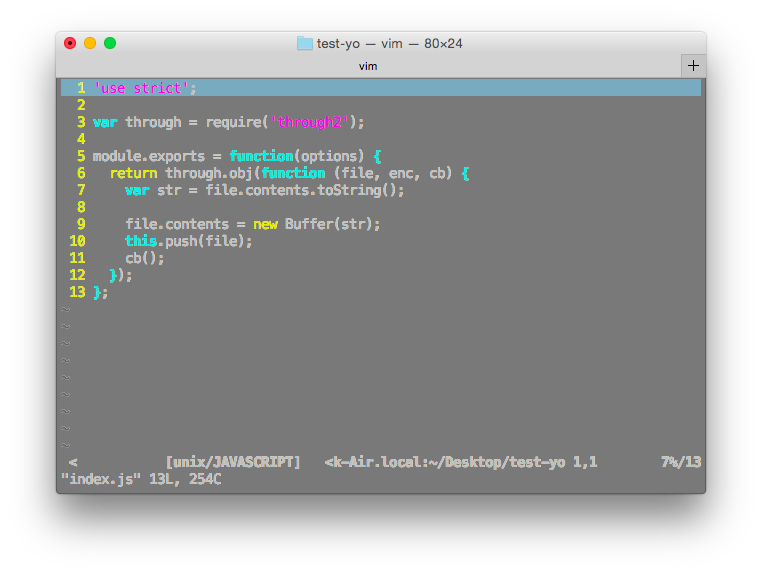 test-yo — vim — 80×24
vim +
1 'use strict';
2
3 var through = require('through2');
4
5 module.exports = function(options) {
6   return through.obj(function (file, enc, cb) {
7     var str = file.contents.toString();
8
9     file.contents = new Buffer(str);
10     this.push(file);
11     cb();
12   });
13 };
~
~
~
~
~
~
~
~
~
< [unix/JAVASCRIPT] <k-Air.local:~/Desktop/test-yo 1,1 7%/13
"index.js" 13L, 254C